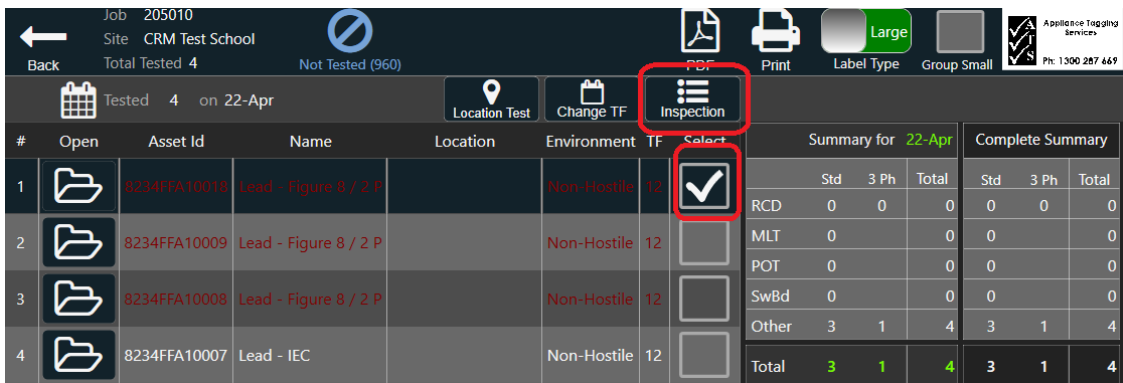 Job 205010
Site CRM Test School
Total Tested 4
Back
Not Tested (960)
PDF
Print
Large
Label Type
Group Small
A T S
Appliance Tagging Services
Ph: 1300 287 669
Tested 4 on 22-Apr
Location Test
Change TF
Inspection
# Open Asset Id Name Location Environment TF Select
1 8234FFA10018 Lead - Figure 8 / 2 P Non-Hostile 12
2 8234FFA10009 Lead - Figure 8 / 2 P Non-Hostile 12
3 8234FFA10008 Lead - Figure 8 / 2 P Non-Hostile 12
4 8234FFA10007 Lead - IEC Non-Hostile 12
Summary for 22-Apr Complete Summary
Std 3 Ph Total Std 3 Ph Total
RCD 0 0 0 0 0 0
MLT 0 0 0 0
POT 0 0 0 0
SwBd 0 0 0 0
Other 3 1 4 3 1 4
Total 3 1 4 3 1 4